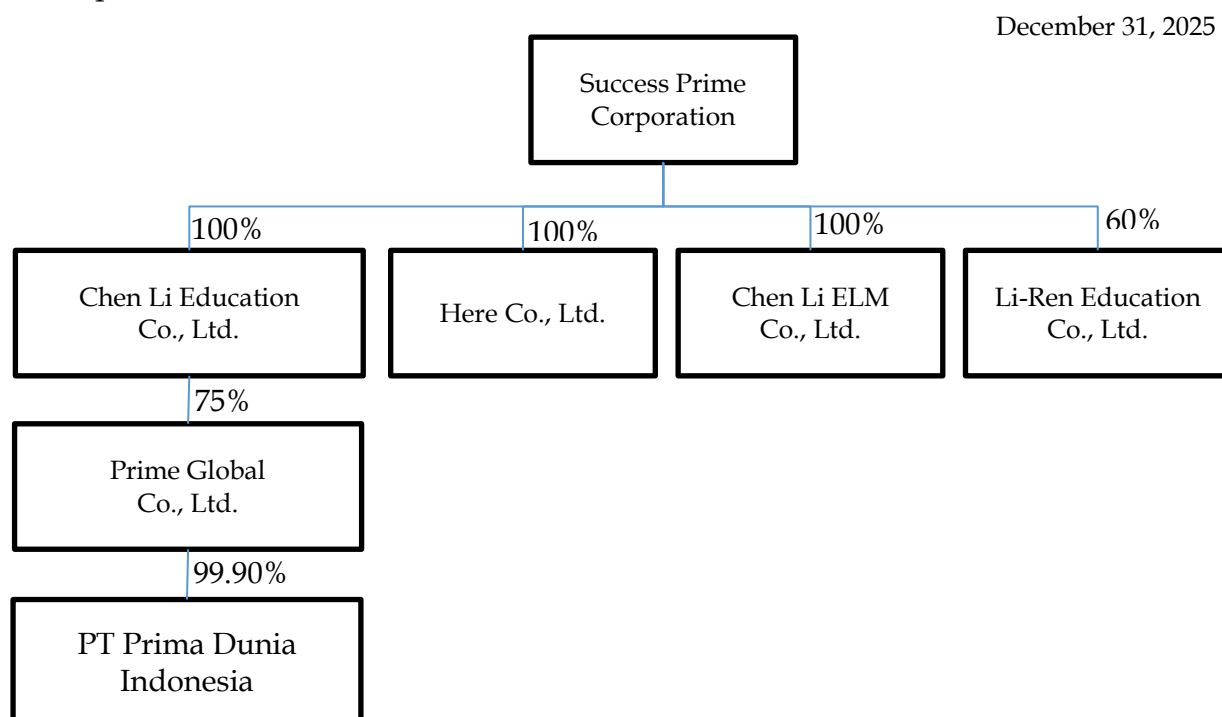 December 31, 2025
Success Prime
Corporation
100%
100%
100%
60%
Chen Li Education
Co., Ltd.
Here Co., Ltd.
Chen Li ELM
Co., Ltd.
Li-Ren Education
Co., Ltd.
75%
Prime Global
Co., Ltd.
99.90%
PT Prima Dunia
Indonesia